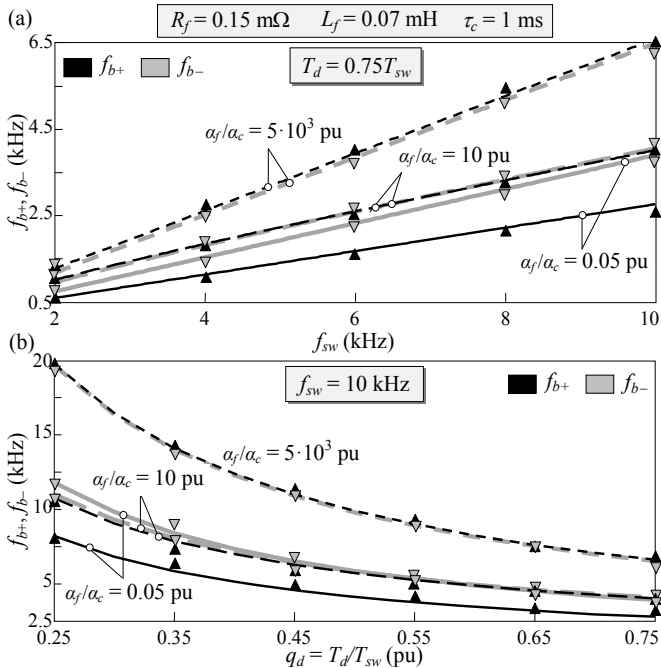 (a)
R_f = 0.15 mΩ L_f = 0.07 mH τ_c = 1 ms
6.5
4.5
2.5
0.5
f_b+, f_b− (kHz)
f_b+ f_b−
T_d = 0.75T_sw
α_f/α_c = 5·10³ pu
α_f/α_c = 10 pu
α_f/α_c = 0.05 pu
2 4 6 8 10
f_sw (kHz)
(b)
20
15
10
5
2.5
f_b+, f_b− (kHz)
f_sw = 10 kHz
f_b+ f_b−
α_f/α_c = 5·10³ pu
α_f/α_c = 10 pu
α_f/α_c = 0.05 pu
0.25 0.35 0.45 0.55 0.65 0.75
q_d = T_d/T_sw (pu)